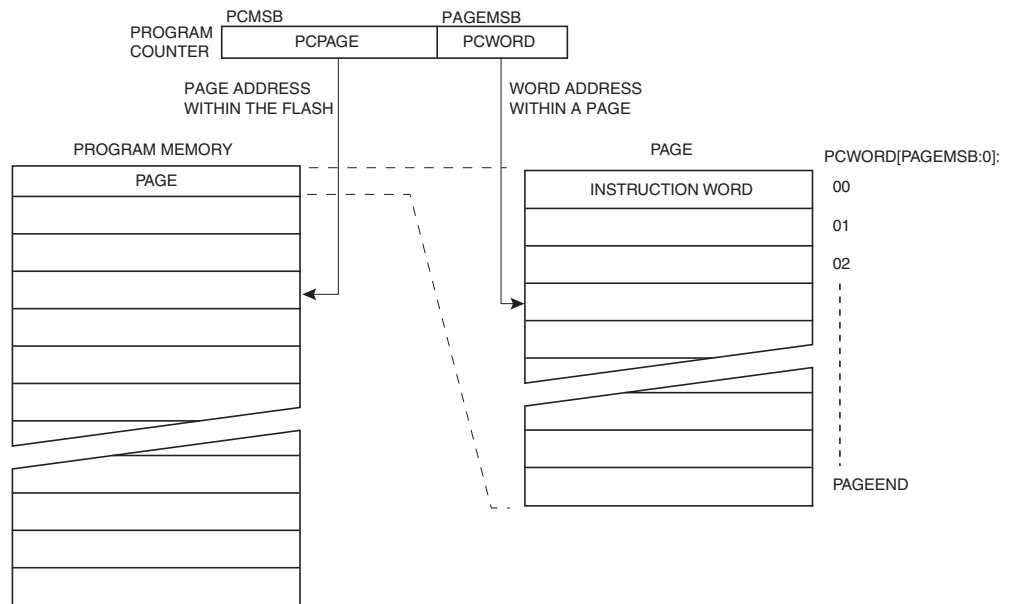 PCMSB
PAGEMSB
PROGRAM
COUNTER
PCPAGE
PCWORD
PAGE ADDRESS
WITHIN THE FLASH
WORD ADDRESS
WITHIN A PAGE
PROGRAM MEMORY
PAGE
PAGE
PCWORD[PAGEMSB:0]:
INSTRUCTION WORD
00
01
02
PAGEEND